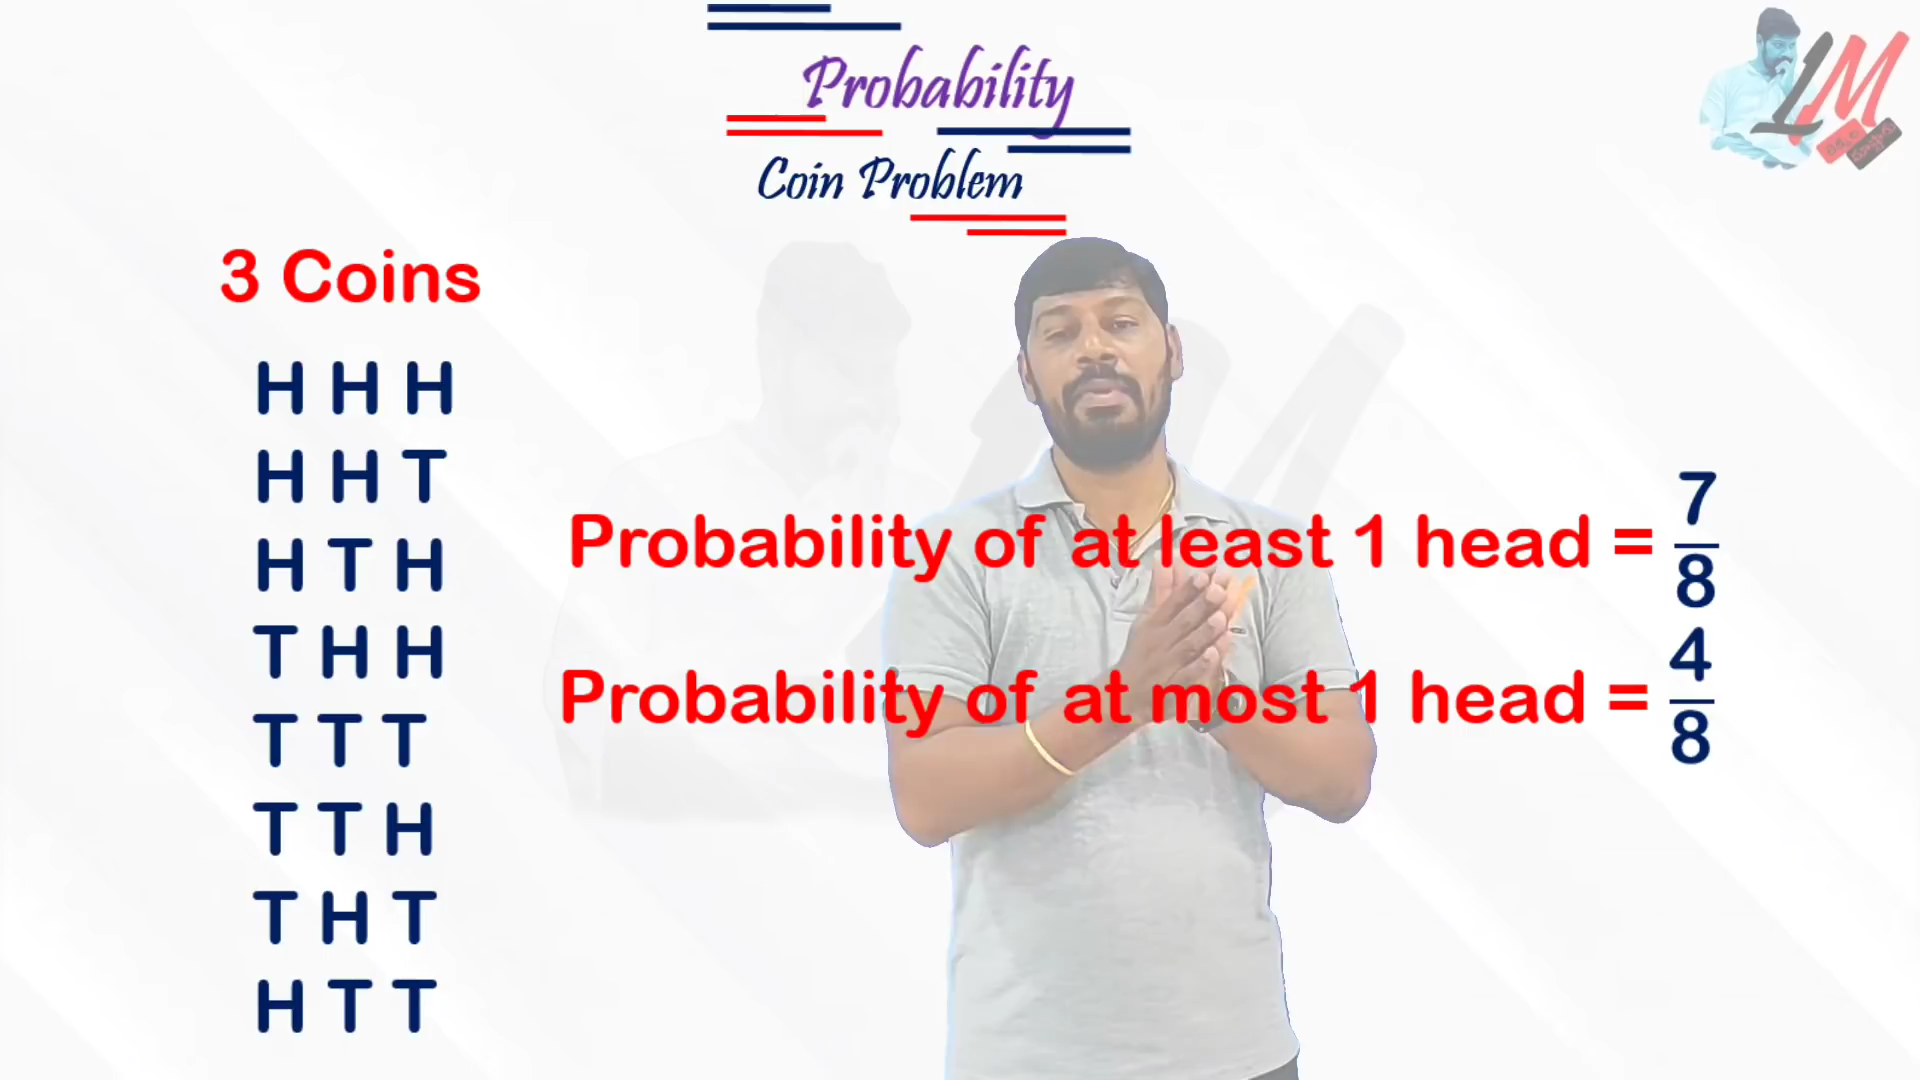 Probability
Coin Problem
LM
3 Coins
H H H
H H T
H T H
T H H
T T T
T T H
T H T
H T T
Probability of at least 1 head = 7/8
Probability of at most 1 head = 4/8